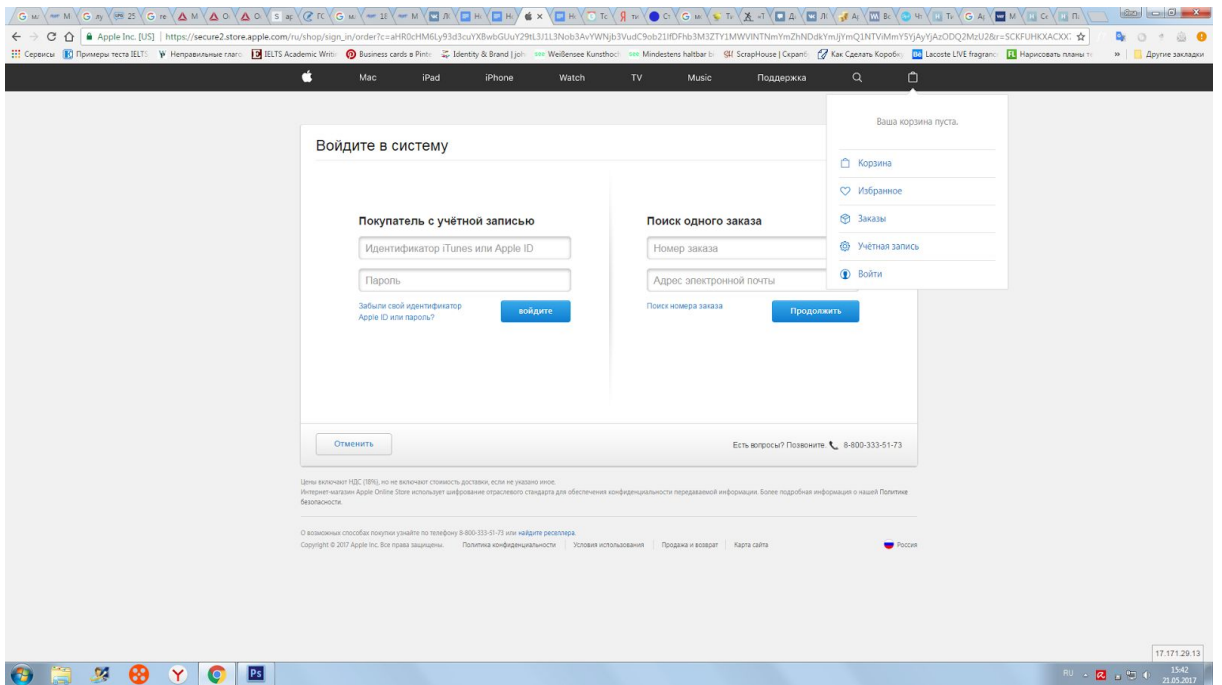 Apple Inc. [US] | https://secure2.store.apple.com/ru/shop/sign_in/order?c=
Сервисы
Примеры теста IELTS
Неправильные глаго
IELTS Academic Writi
Business cards в Pinte
Identity & Brand | joh
Weißensee Kunsthoch
Mindestens haltbar b
ScrapHouse | Скрапб
Как Сделать Коробо
Lacoste L!VE fragranc
Нарисовать планы
Другие закладки
Mac
iPad
iPhone
Watch
TV
Music
Поддержка
Ваша корзина пуста.
Корзина
Избранное
Заказы
Учётная запись
Войти
Войдите в систему
Покупатель с учётной записью
Идентификатор iTunes или Apple ID
Пароль
Забыли свой идентификатор
Apple ID или пароль?
войдите
Поиск одного заказа
Номер заказа
Адрес электронной почты
Поиск номера заказа
Продолжить
Отменить
Есть вопросы? Позвоните. 8-800-333-51-73
Цены включают НДС (18%), но не включают стоимость доставки, если не указано иное.
Интернет-магазин Apple Online Store использует шифрование отраслевого стандарта для обеспечения конфиденциальности передаваемой информации. Более подробная информация о нашей Политике
безопасности.
О возможных способах покупки узнайте по телефону 8-800-333-51-73 или найдите реселлера.
Copyright © 2017 Apple Inc. Все права защищены. Политика конфиденциальности Условия использования Продажа и возврат Карта сайта Россия
17.171.29.13
Ps
RU
15:42
21.05.2017